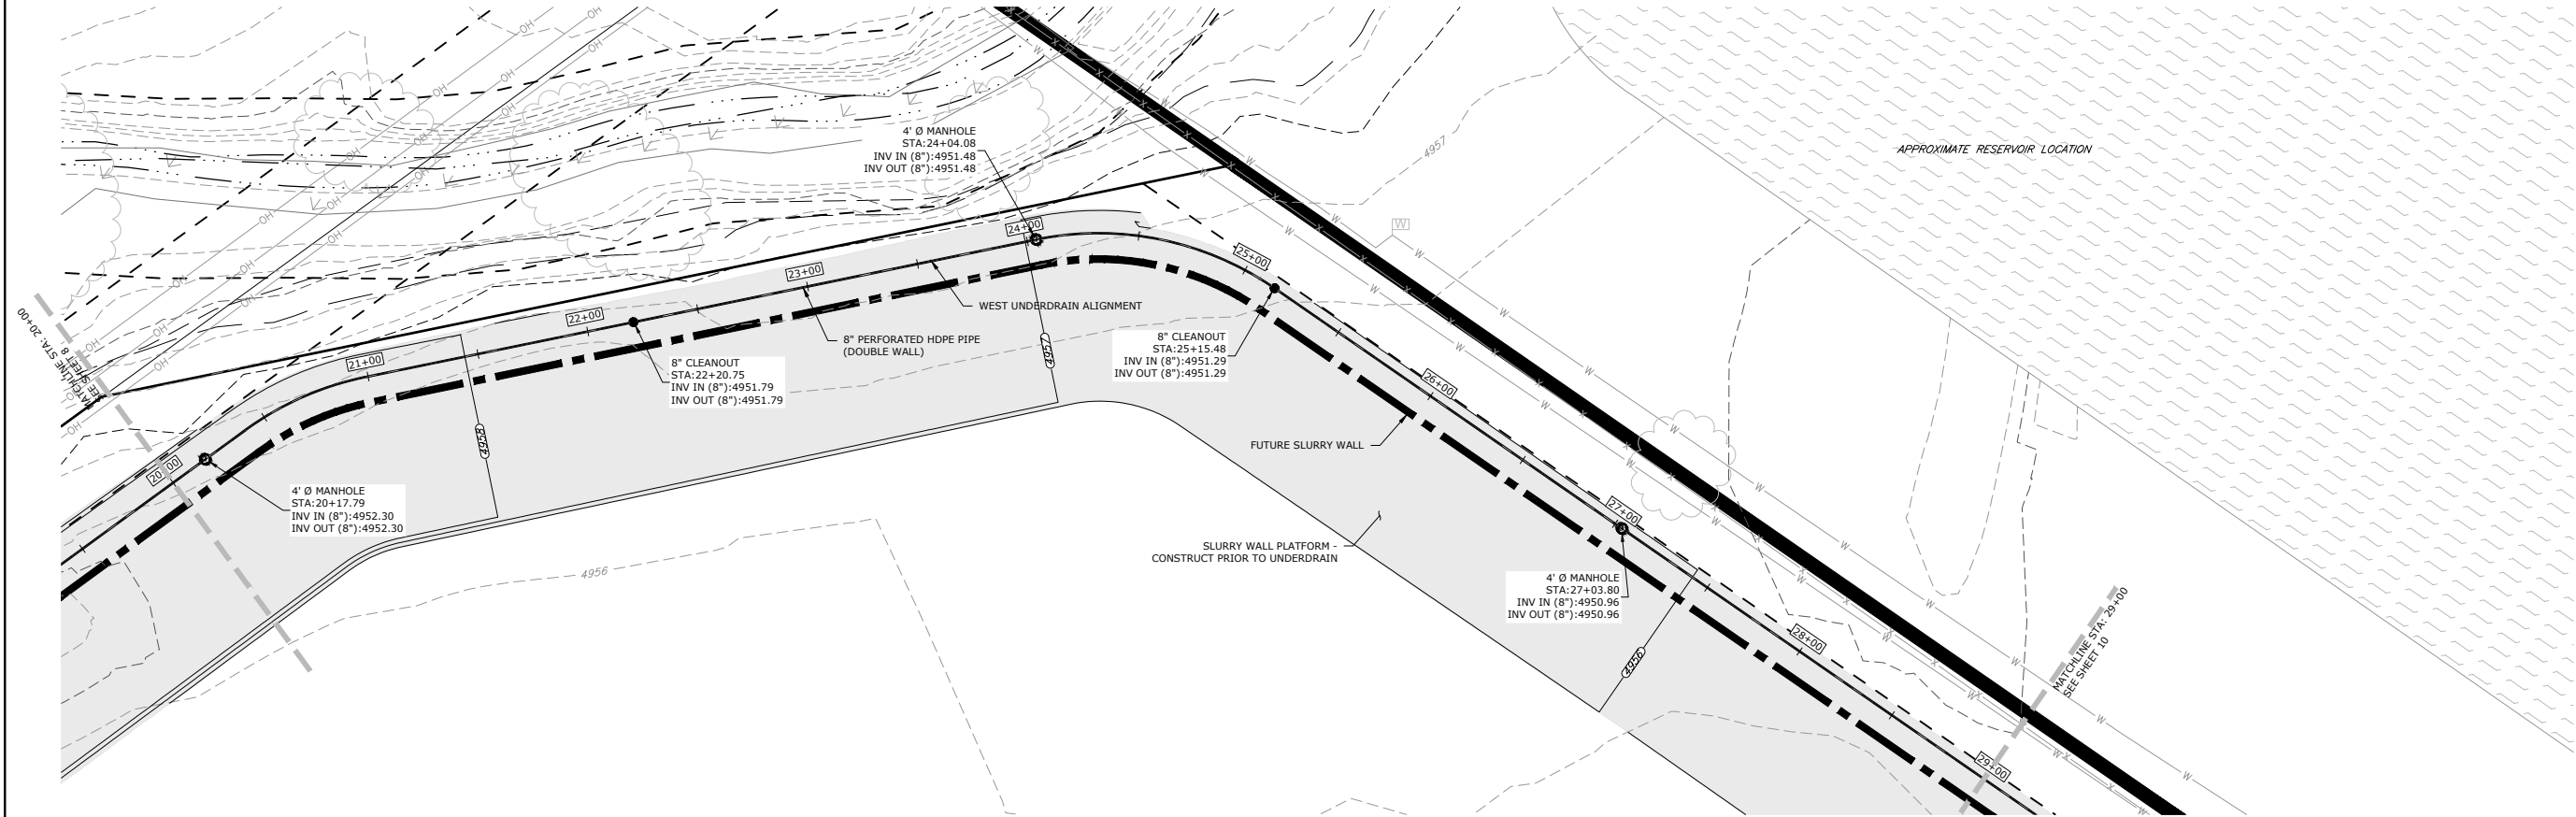 4' Ø MANHOLE
STA:24+04.08
INV IN (8"):4951.48
INV OUT (8"):4951.48
APPROXIMATE RESERVOIR LOCATION
4957
W
24+00
25+00
23+00
22+00
21+00
WEST UNDERDRAIN ALIGNMENT
8" PERFORATED HDPE PIPE
(DOUBLE WALL)
MATCHLINE STA: 20+00
SEE SHEET 8
8" CLEANOUT
STA:22+20.75
INV IN (8"):4951.79
INV OUT (8"):4951.79
4957
8" CLEANOUT
STA:25+15.48
INV IN (8"):4951.29
INV OUT (8"):4951.29
26+00
4958
FUTURE SLURRY WALL
20+00
4' Ø MANHOLE
STA:20+17.79
INV IN (8"):4952.30
INV OUT (8"):4952.30
27+00
SLURRY WALL PLATFORM -
CONSTRUCT PRIOR TO UNDERDRAIN
4956
4' Ø MANHOLE
STA:27+03.80
INV IN (8"):4950.96
INV OUT (8"):4950.96
28+00
4956
MATCHLINE STA: 29+00
SEE SHEET 10
29+00